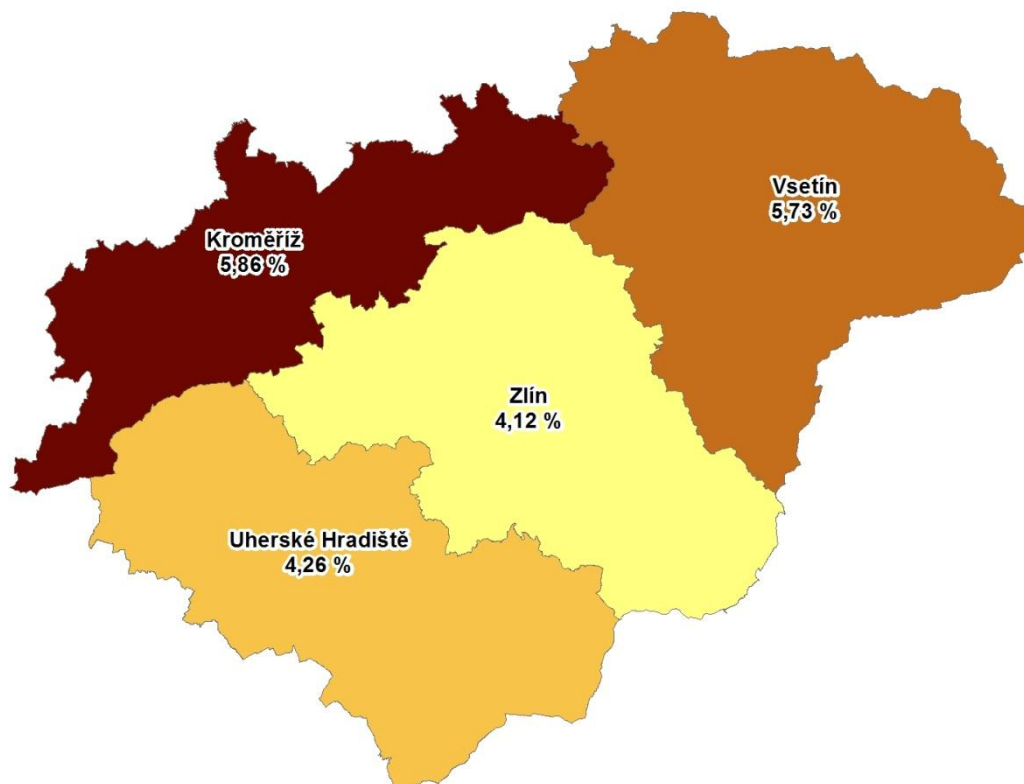 Vsetín
5,73 %
Kroměříž
5,86 %
Zlín
4,12 %
Uherské Hradiště
4,26 %